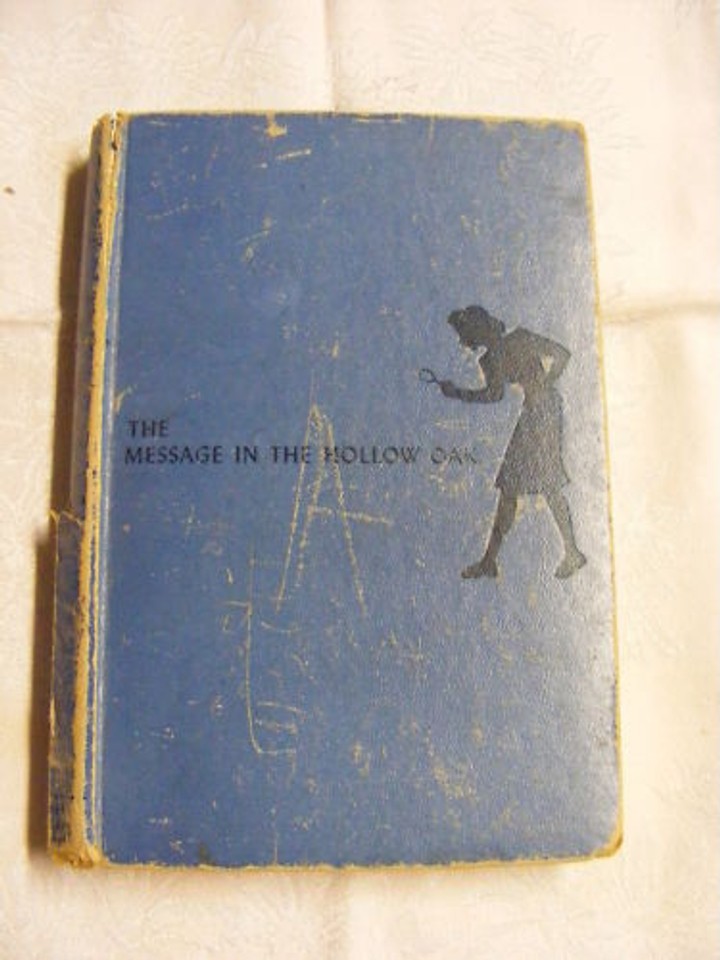 THE
MESSAGE IN THE HOLLOW OAK
A